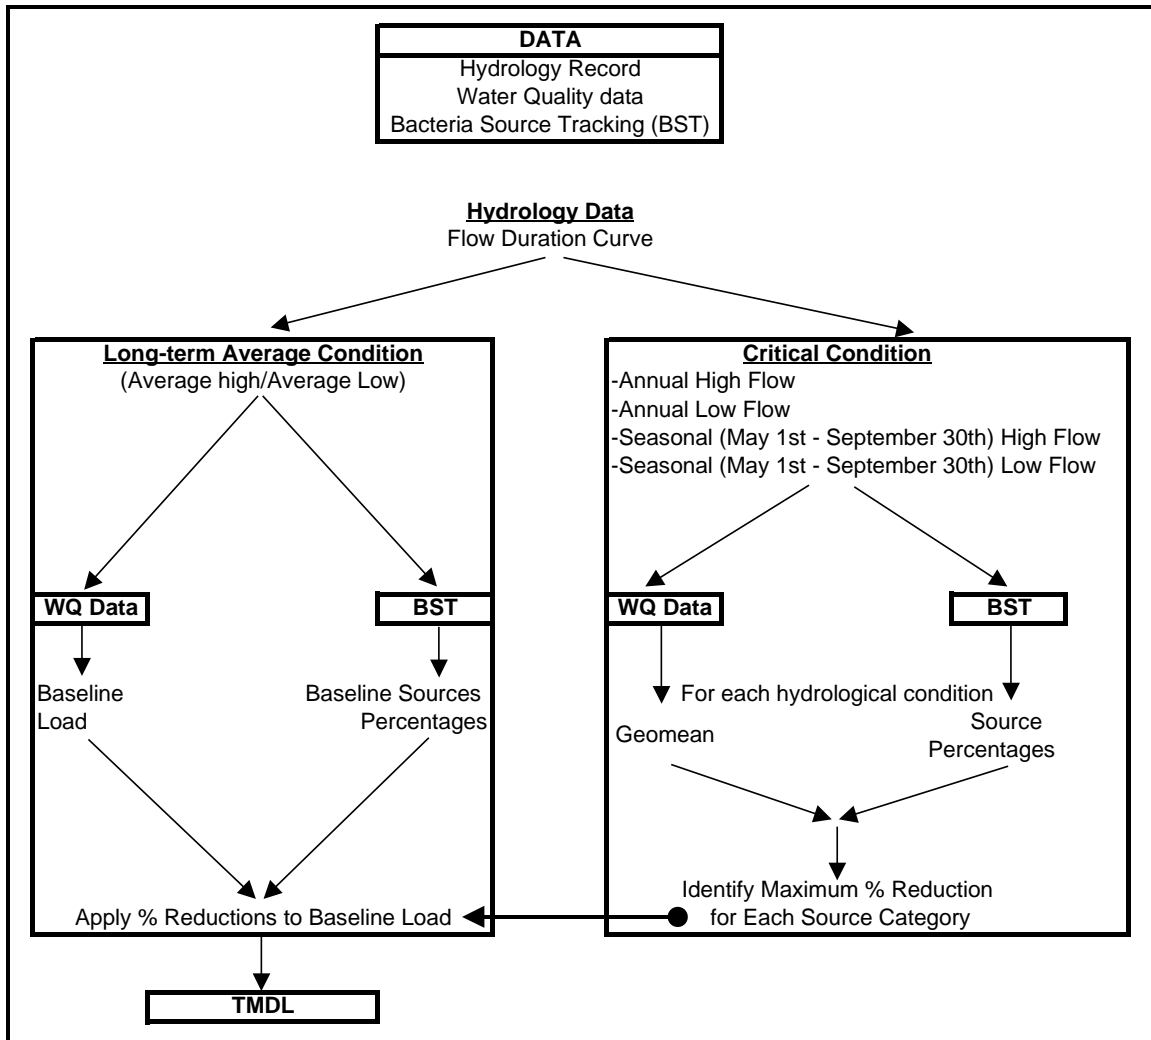 DATA
Hydrology Record
Water Quality data
Bacteria Source Tracking (BST)
Hydrology Data
Flow Duration Curve
Long-term Average Condition
(Average high/Average Low)
WQ Data
BST
Baseline
Load
Baseline Sources
Percentages
Apply % Reductions to Baseline Load
Critical Condition
-Annual High Flow
-Annual Low Flow
-Seasonal (May 1st - September 30th) High Flow
-Seasonal (May 1st - September 30th) Low Flow
WQ Data
BST
For each hydrological condition
Geomean
Source
Percentages
Identify Maximum % Reduction
for Each Source Category
TMDL